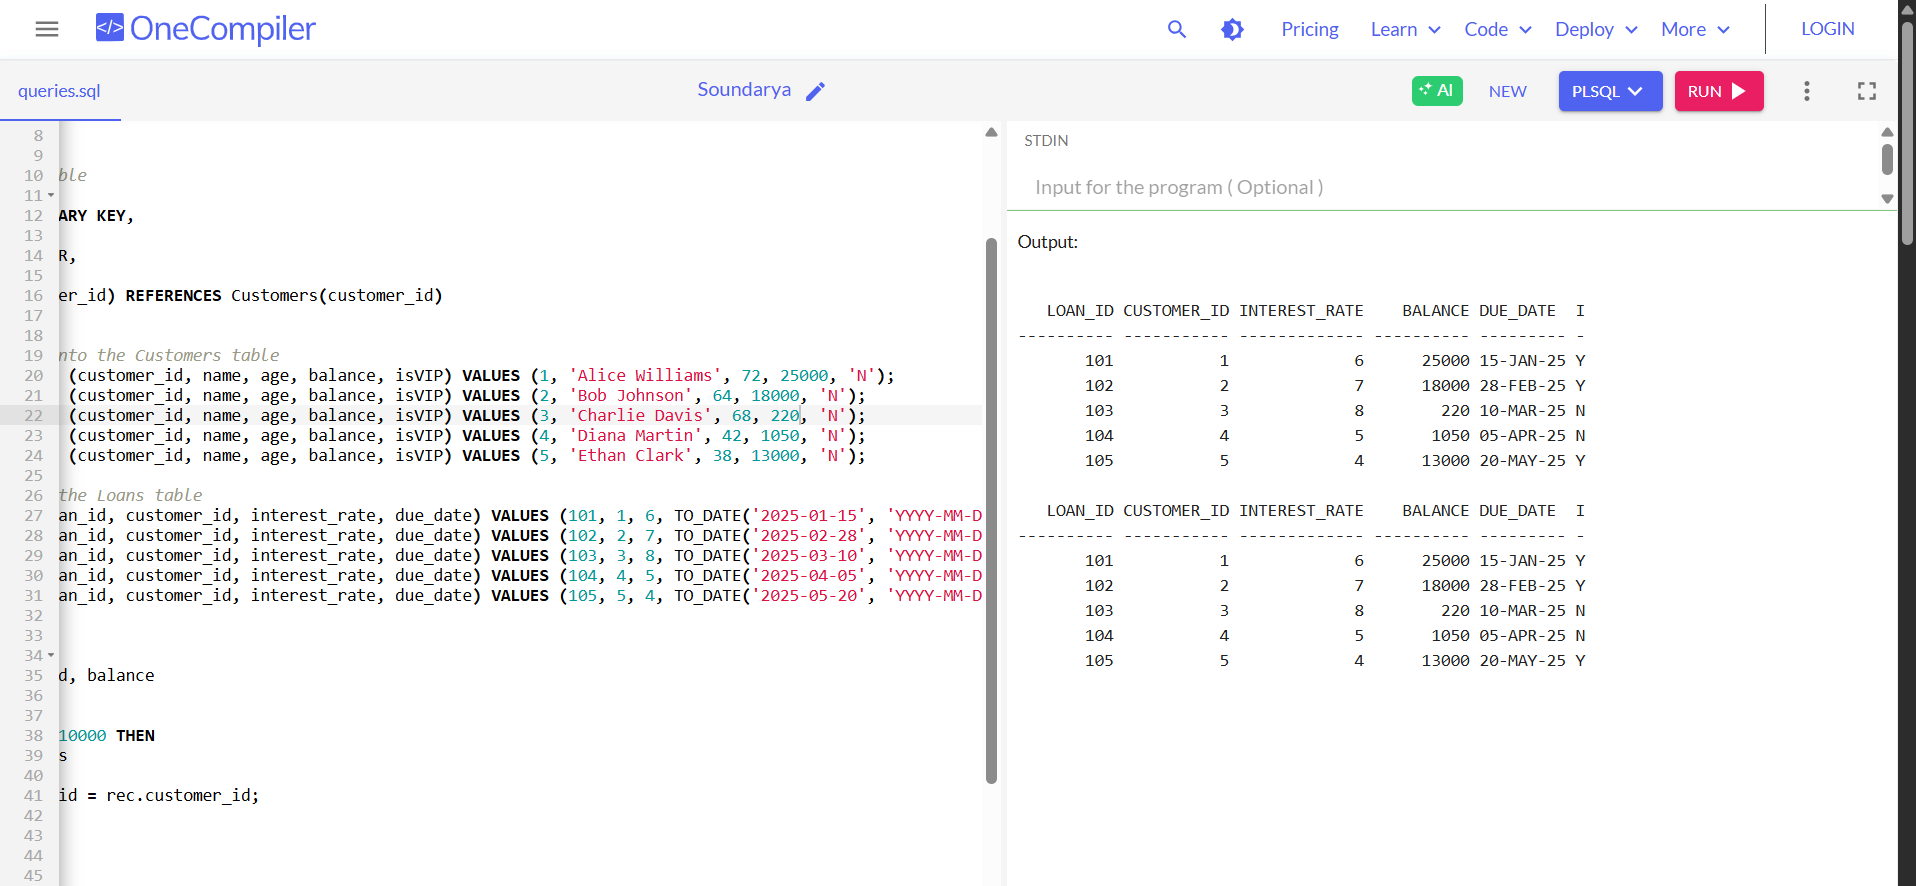 </> OneCompiler
Pricing Learn Code Deploy More LOGIN
queries.sql
Soundarya
AI NEW PLSQL RUN
8
9
10 ble
11
12 ARY KEY,
13
14 R,
15
16 er_id) REFERENCES Customers(customer_id)
17
18
19 nto the Customers table
20 (customer_id, name, age, balance, isVIP) VALUES (1, 'Alice Williams', 72, 25000, 'N');
21 (customer_id, name, age, balance, isVIP) VALUES (2, 'Bob Johnson', 64, 18000, 'N');
22 (customer_id, name, age, balance, isVIP) VALUES (3, 'Charlie Davis', 68, 220, 'N');
23 (customer_id, name, age, balance, isVIP) VALUES (4, 'Diana Martin', 42, 1050, 'N');
24 (customer_id, name, age, balance, isVIP) VALUES (5, 'Ethan Clark', 38, 13000, 'N');
25
26 the Loans table
27 an_id, customer_id, interest_rate, due_date) VALUES (101, 1, 6, TO_DATE('2025-01-15', 'YYYY-MM-D
28 an_id, customer_id, interest_rate, due_date) VALUES (102, 2, 7, TO_DATE('2025-02-28', 'YYYY-MM-D
29 an_id, customer_id, interest_rate, due_date) VALUES (103, 3, 8, TO_DATE('2025-03-10', 'YYYY-MM-D
30 an_id, customer_id, interest_rate, due_date) VALUES (104, 4, 5, TO_DATE('2025-04-05', 'YYYY-MM-D
31 an_id, customer_id, interest_rate, due_date) VALUES (105, 5, 4, TO_DATE('2025-05-20', 'YYYY-MM-D
32
33
34
35 d, balance
36
37
38 10000 THEN
39 s
40
41 id = rec.customer_id;
42
43
44
45
STDIN
Input for the program ( Optional )
Output:
LOAN_ID CUSTOMER_ID INTEREST_RATE BALANCE DUE_DATE I
---------- ----------- ------------- ---------- --------- -
101 1 6 25000 15-JAN-25 Y
102 2 7 18000 28-FEB-25 Y
103 3 8 220 10-MAR-25 N
104 4 5 1050 05-APR-25 N
105 5 4 13000 20-MAY-25 Y
LOAN_ID CUSTOMER_ID INTEREST_RATE BALANCE DUE_DATE I
---------- ----------- ------------- ---------- --------- -
101 1 6 25000 15-JAN-25 Y
102 2 7 18000 28-FEB-25 Y
103 3 8 220 10-MAR-25 N
104 4 5 1050 05-APR-25 N
105 5 4 13000 20-MAY-25 Y